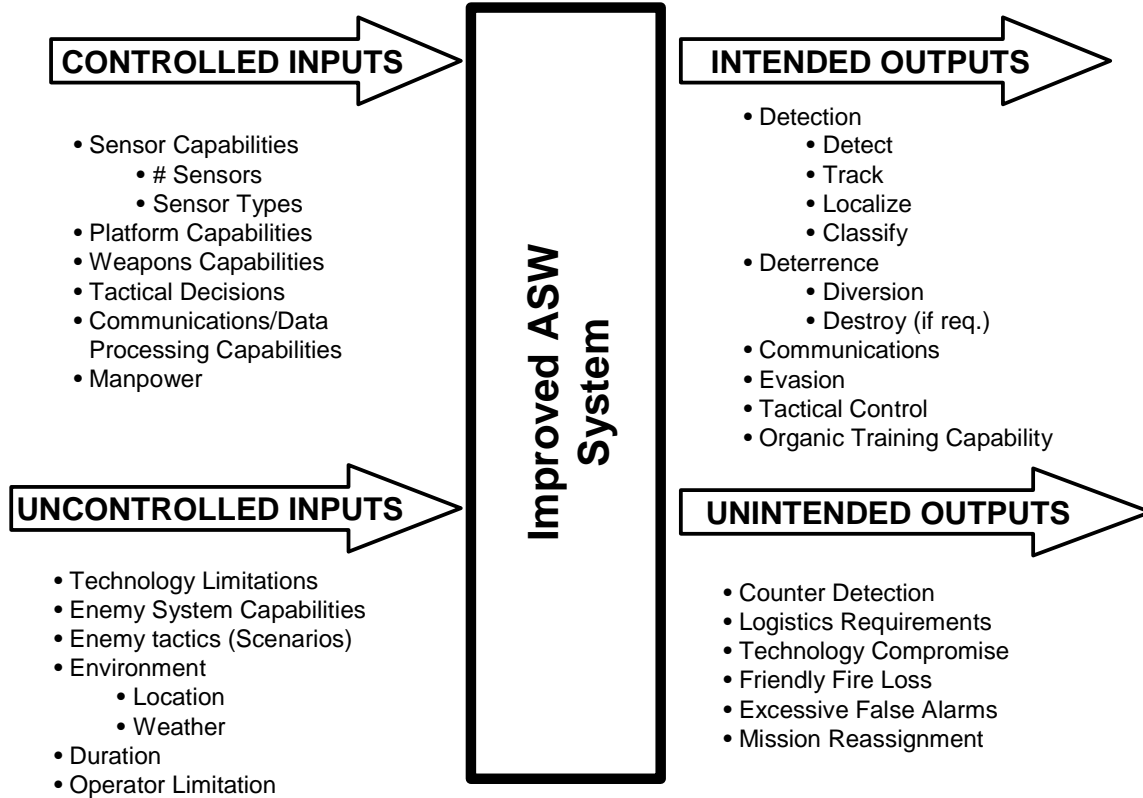 CONTROLLED INPUTS
• Sensor Capabilities
• # Sensors
• Sensor Types
• Platform Capabilities
• Weapons Capabilities
• Tactical Decisions
• Communications/Data
Processing Capabilities
• Manpower
UNCONTROLLED INPUTS
• Technology Limitations
• Enemy System Capabilities
• Enemy tactics (Scenarios)
• Environment
• Location
• Weather
• Duration
• Operator Limitation
Improved ASW
System
INTENDED OUTPUTS
• Detection
• Detect
• Track
• Localize
• Classify
• Deterrence
• Diversion
• Destroy (if req.)
• Communications
• Evasion
• Tactical Control
• Organic Training Capability
UNINTENDED OUTPUTS
• Counter Detection
• Logistics Requirements
• Technology Compromise
• Friendly Fire Loss
• Excessive False Alarms
• Mission Reassignment